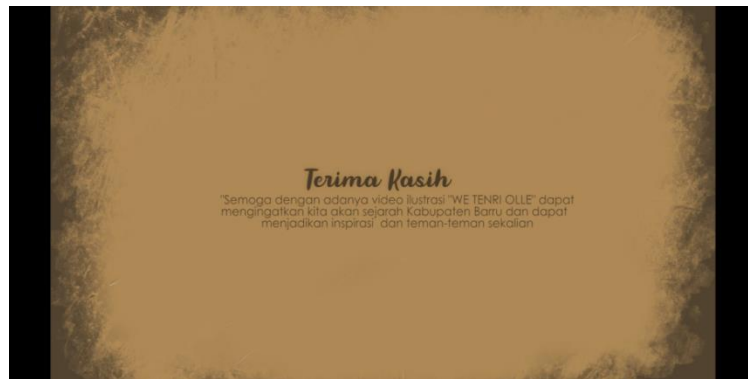 Terima Kasih
"Semoga dengan adanya video ilustrasi "WE TENRI OLLE" dapat
mengingatkan kita akan sejarah Kabupaten Barru dan dapat
menjadikan inspirasi dan teman-teman sekalian